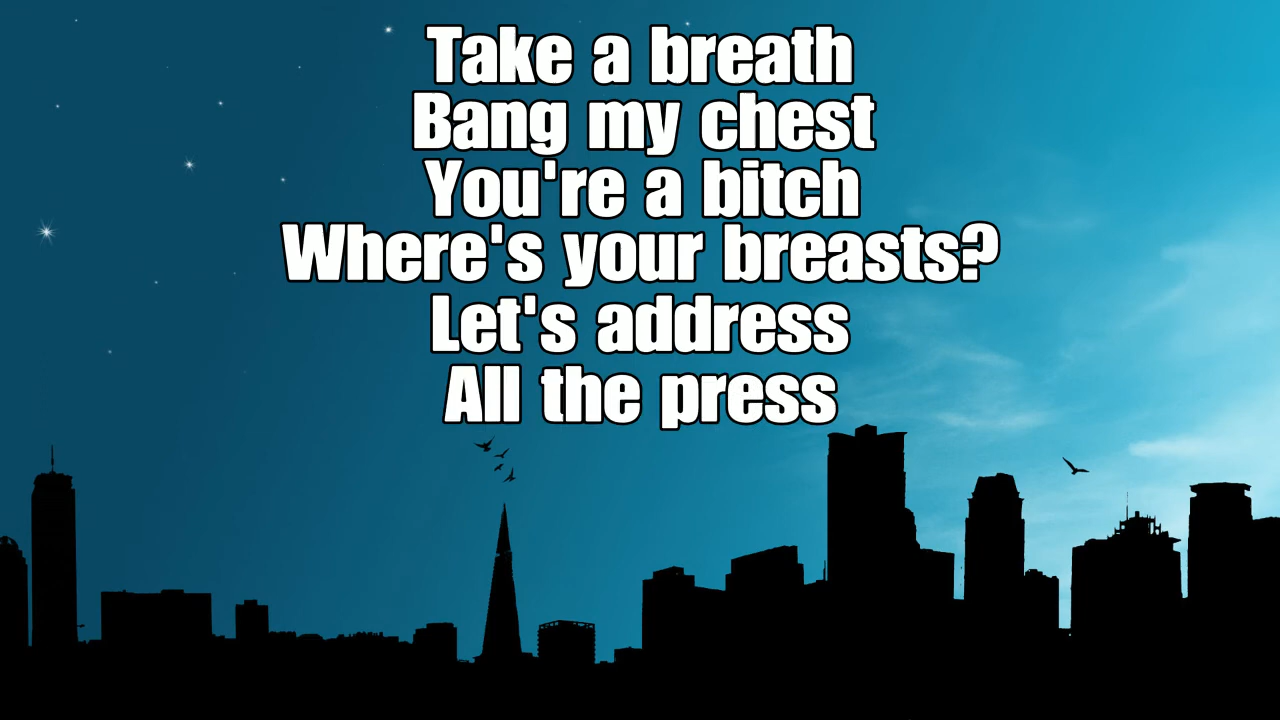 Take a breath
Bang my chest
You're a bitch
Where's your breasts?
Let's address
All the press